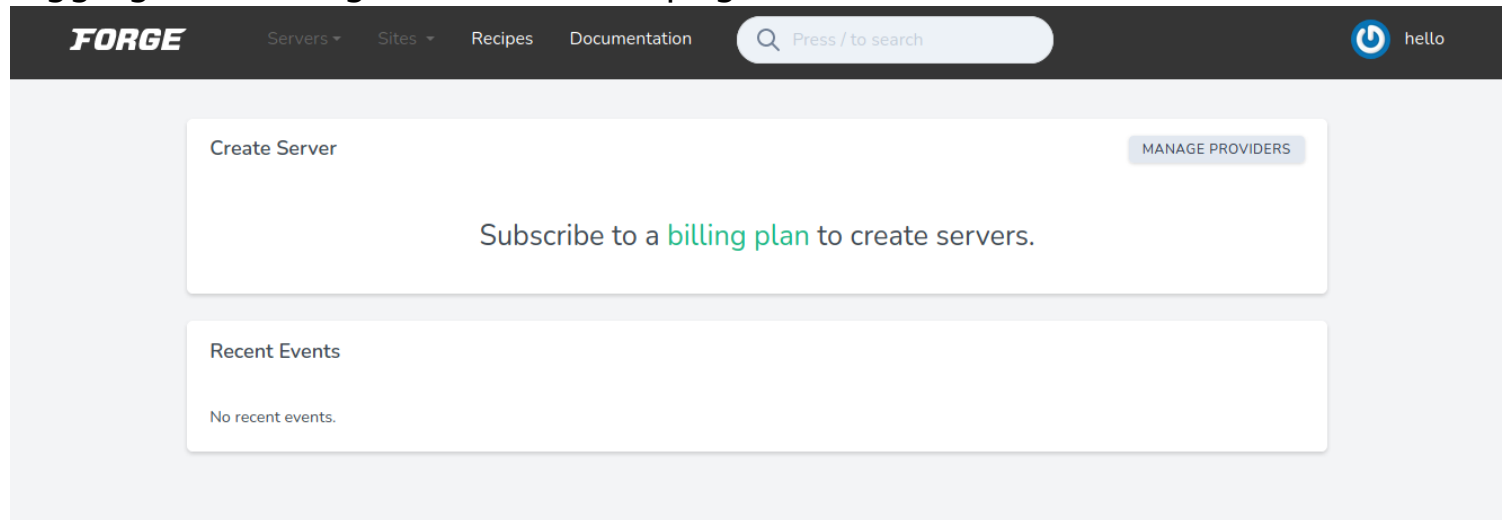 FORGE Servers Sites Recipes Documentation Press / to search hello
Create Server MANAGE PROVIDERS
Subscribe to a billing plan to create servers.
Recent Events
No recent events.